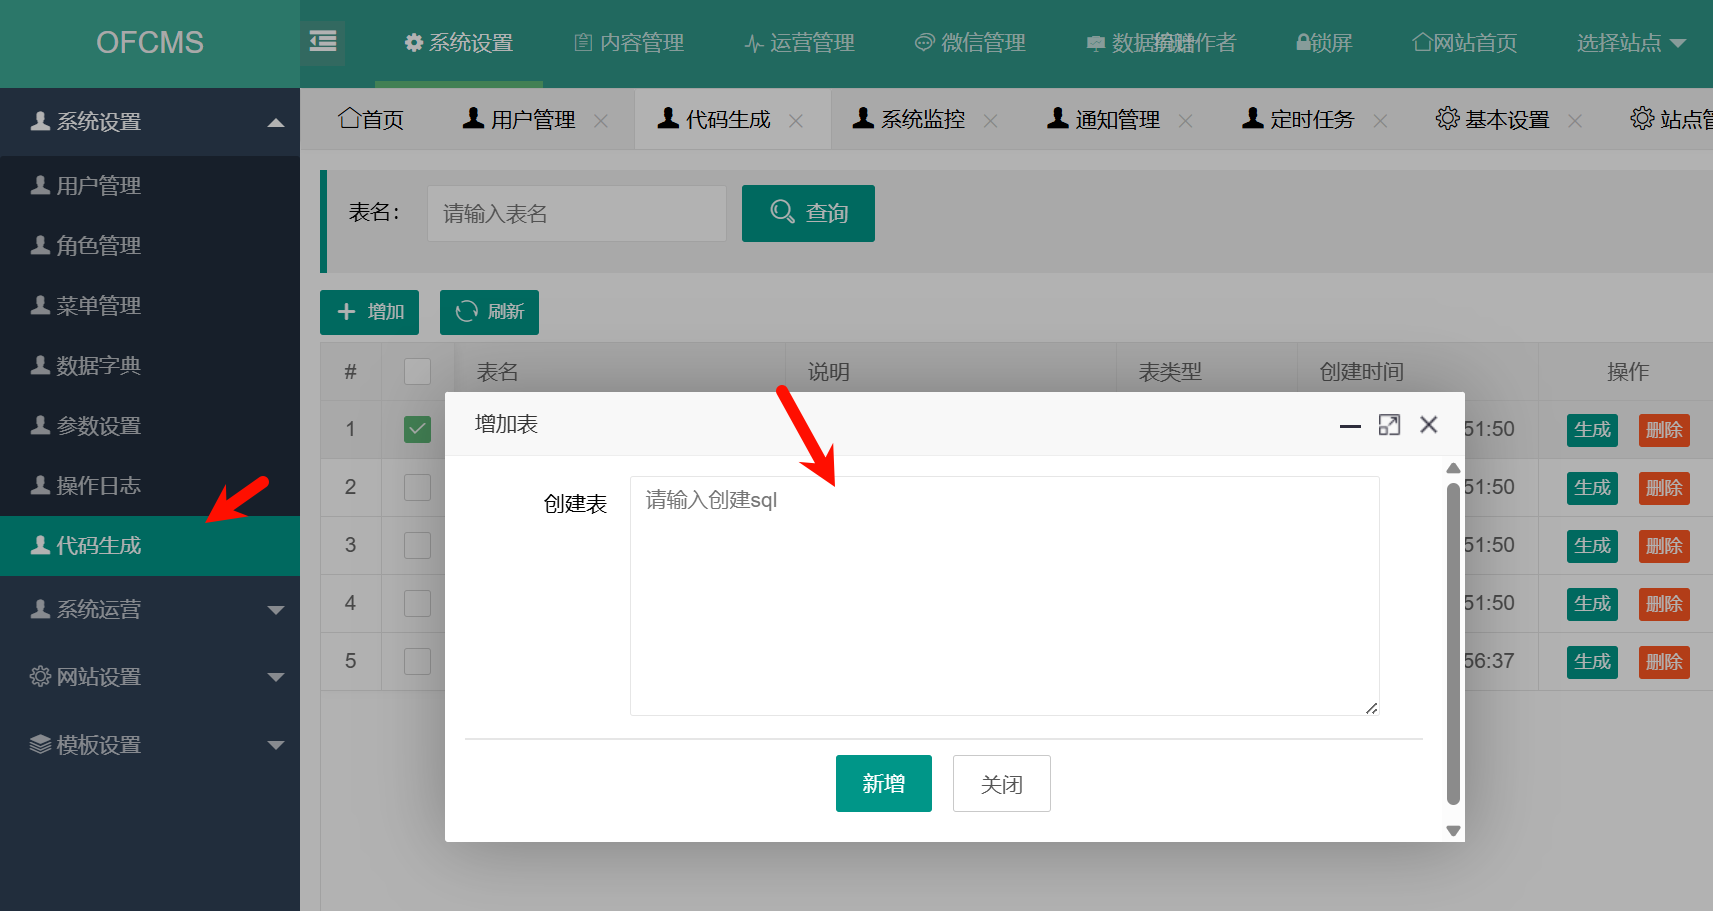 OFCMS
系统设置
内容管理
运营管理
微信管理
数据
作者
锁屏
网站首页
选择站点
系统设置
用户管理
角色管理
菜单管理
数据字典
参数设置
操作日志
代码生成
系统运营
网站设置
模板设置
首页
用户管理
代码生成
系统监控
通知管理
定时任务
基本设置
站点管
表名：
请输入表名
查询
增加
刷新
# 表名 说明 表类型 创建时间 操作
1 51:50 生成 删除
2 51:50 生成 删除
3 51:50 生成 删除
4 51:50 生成 删除
5 56:37 生成 删除
增加表
创建表
请输入创建sql
新增
关闭